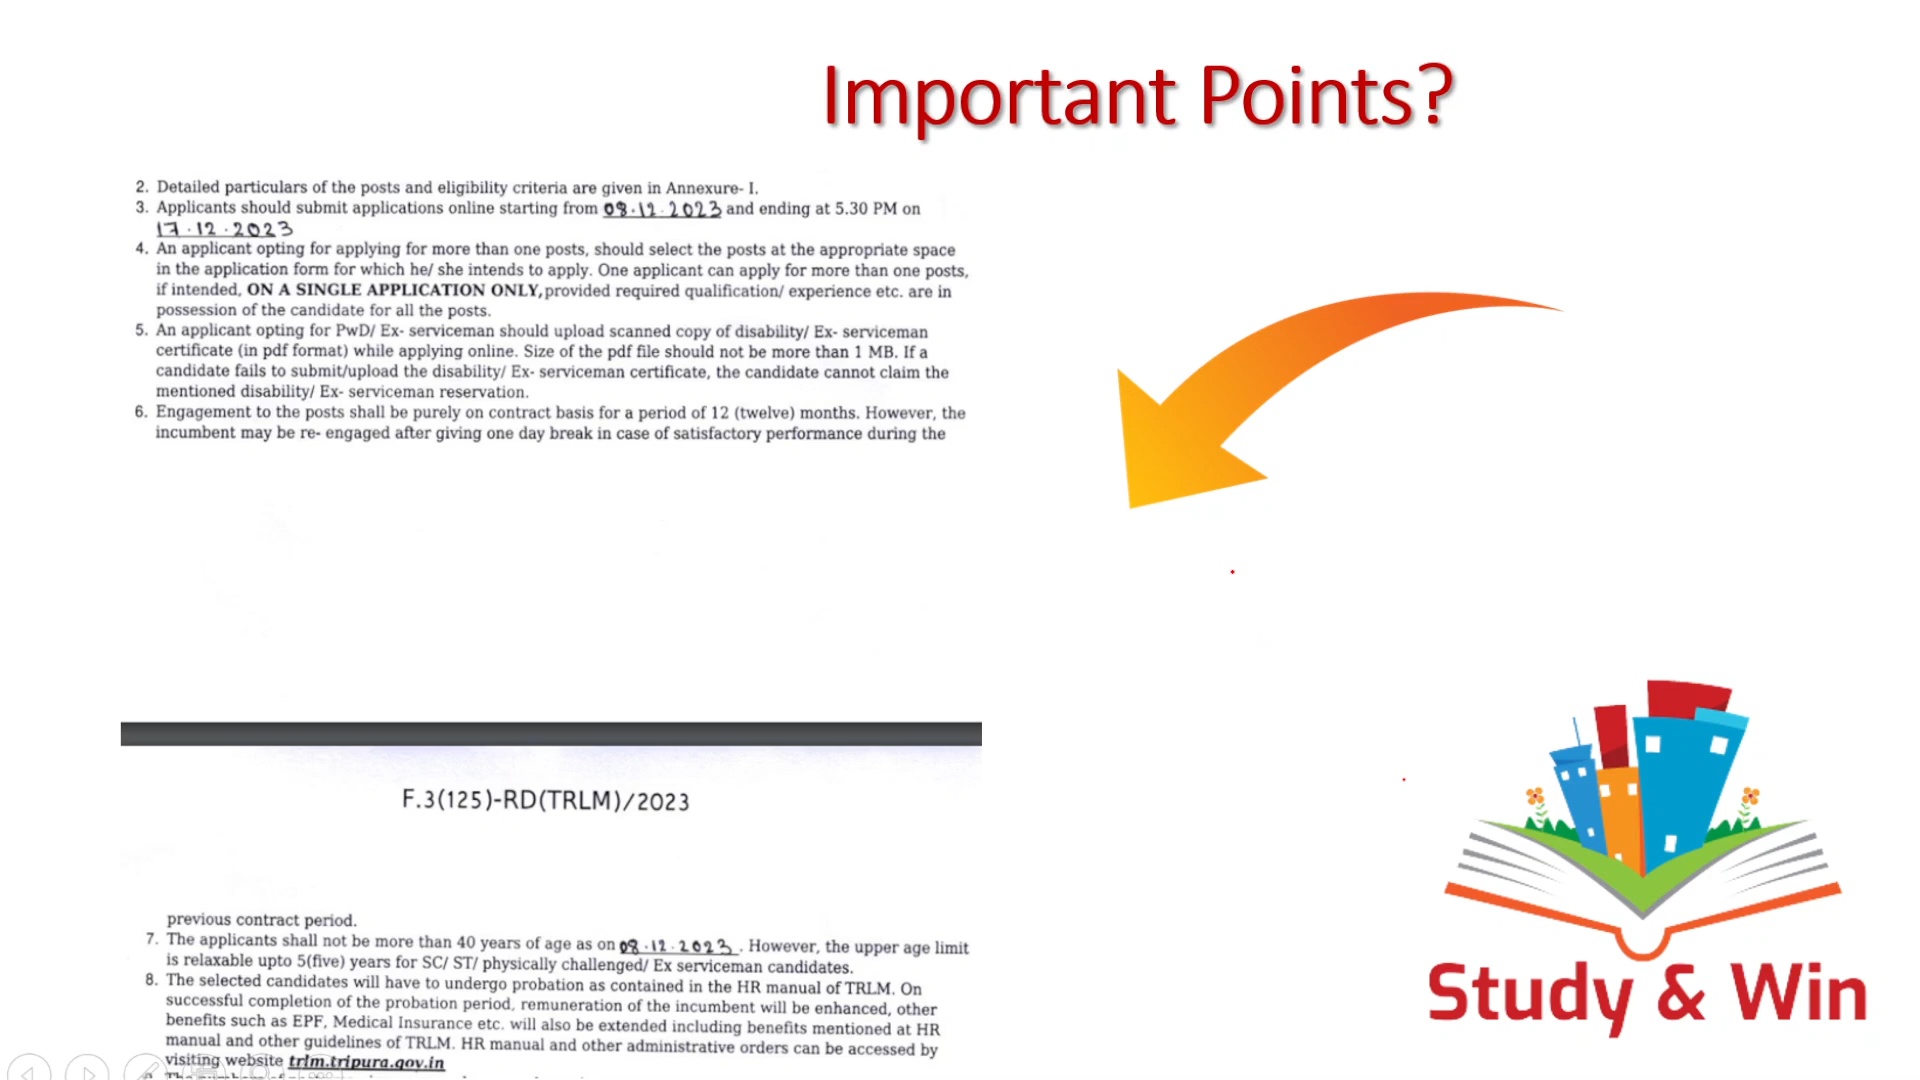 Important Points?
2. Detailed particulars of the posts and eligibility criteria are given in Annexure- I.
3. Applicants should submit applications online starting from 08.12.2023 and ending at 5.30 PM on
17.12.2023
4. An applicant opting for applying for more than one posts, should select the posts at the appropriate space
in the application form for which he/ she intends to apply. One applicant can apply for more than one posts,
if intended, ON A SINGLE APPLICATION ONLY, provided required qualification/ experience etc. are in
possession of the candidate for all the posts.
5. An applicant opting for PwD/ Ex- serviceman should upload scanned copy of disability/ Ex- serviceman
certificate (in pdf format) while applying online. Size of the pdf file should not be more than 1 MB. If a
candidate fails to submit/upload the disability/ Ex- serviceman certificate, the candidate cannot claim the
mentioned disability/ Ex- serviceman reservation.
6. Engagement to the posts shall be purely on contract basis for a period of 12 (twelve) months. However, the
incumbent may be re- engaged after giving one day break in case of satisfactory performance during the
F.3(125)-RD(TRLM)/2023
previous contract period.
7. The applicants shall not be more than 40 years of age as on 08.12.2023. However, the upper age limit
is relaxable upto 5(five) years for SC/ ST/ physically challenged/ Ex serviceman candidates.
8. The selected candidates will have to undergo probation as contained in the HR manual of TRLM. On
successful completion of the probation period, remuneration of the incumbent will be enhanced, other
benefits such as EPF, Medical Insurance etc. will also be extended including benefits mentioned at HR
manual and other guidelines of TRLM. HR manual and other administrative orders can be accessed by
visiting website trlm.tripura.gov.in
Study & Win